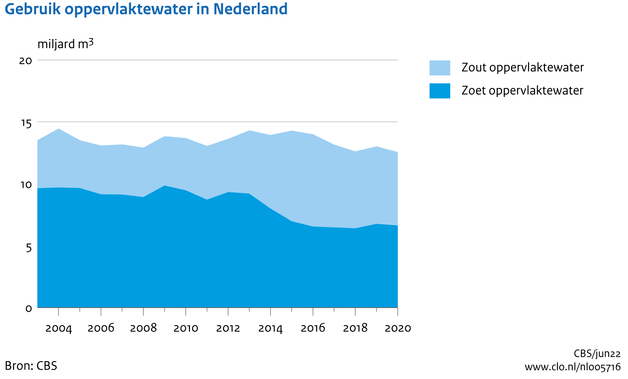 Gebruik oppervlaktewater in Nederland
miljard m³
20
15
10
5
0
2004 2006 2008 2010 2012 2014 2016 2018 2020
Zout oppervlaktewater
Zoet oppervlaktewater
Bron: CBS
CBS/jun22
www.clo.nl/nl005716